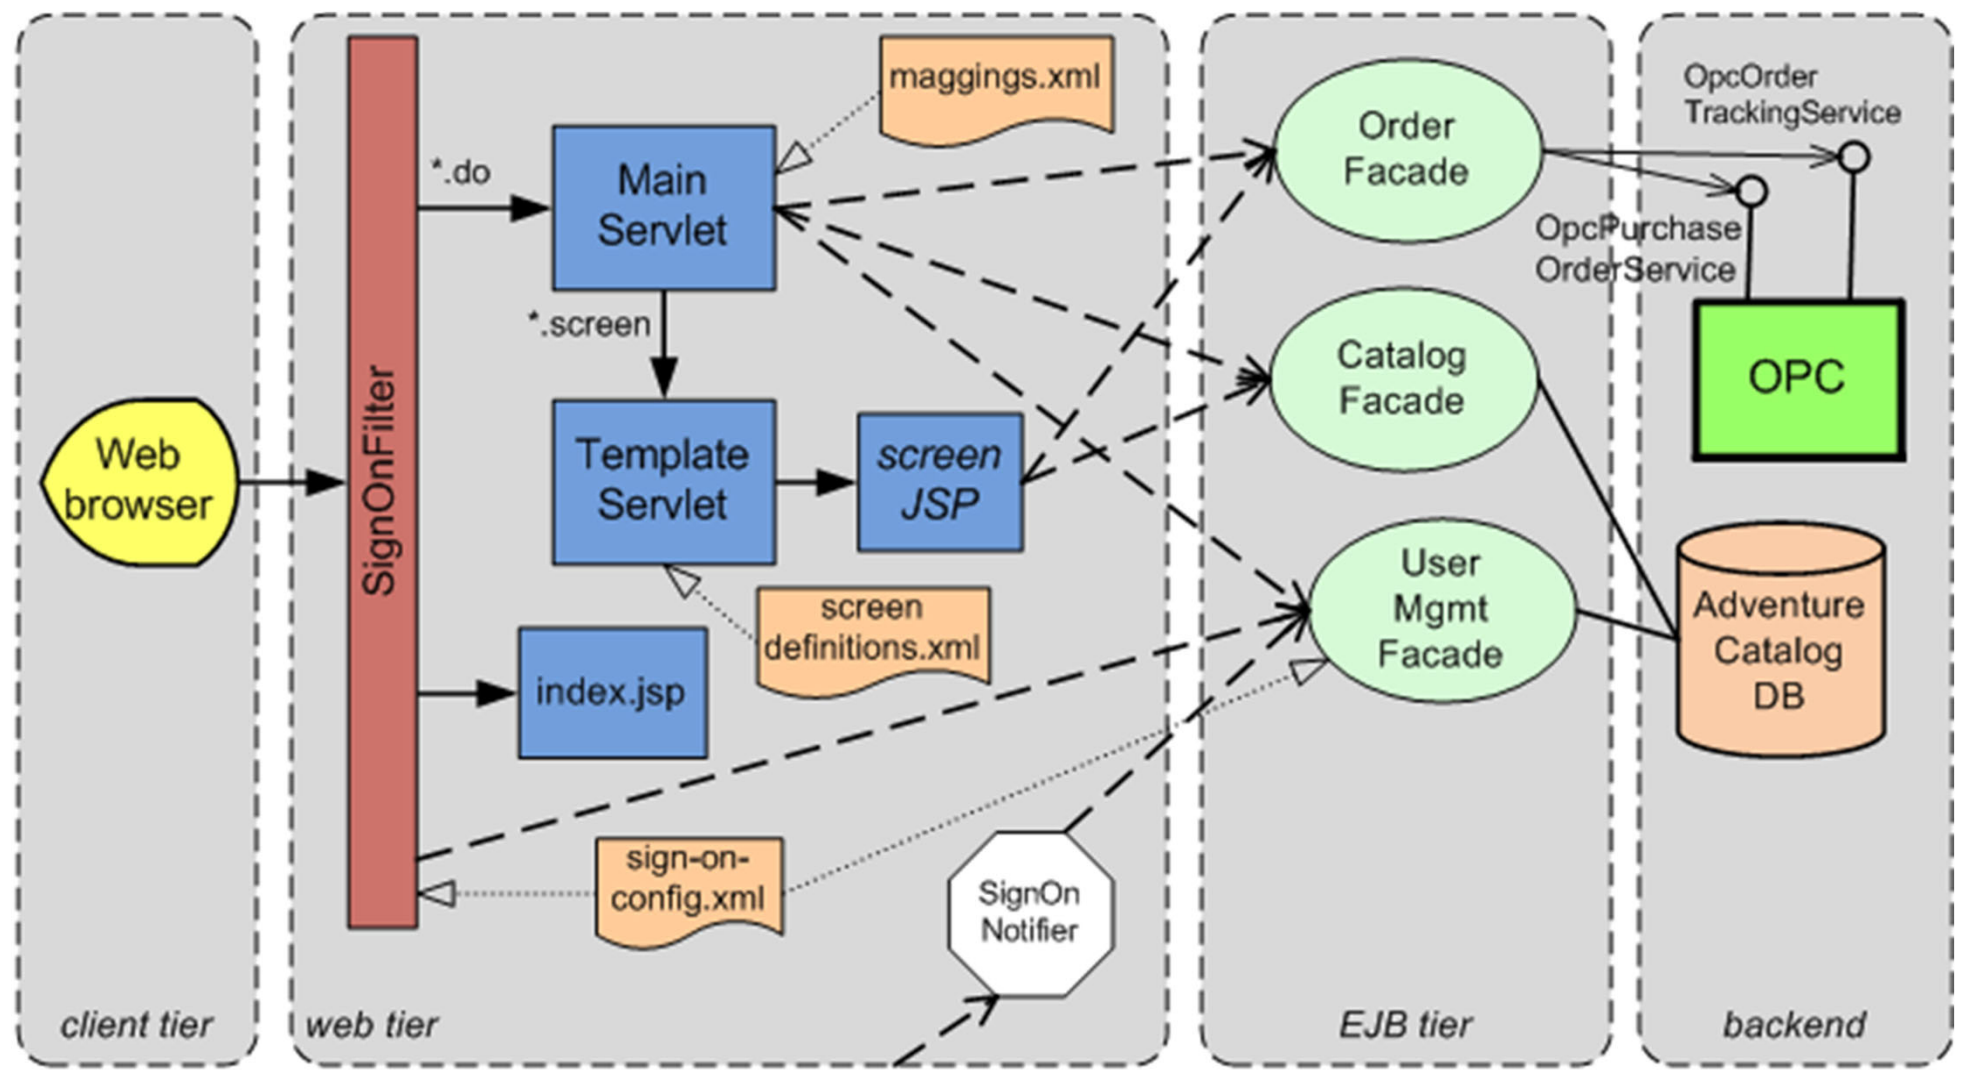 maggings.xml
OpcOrder
TrackingService
Order
Facade
*.do
Main
Servlet
OpcPurchase
OrderService
*.screen
Catalog
Facade
OPC
SignOnFilter
Web
browser
Template
Servlet
screen
JSP
User
Mgmt
Facade
screen
definitions.xml
Adventure
Catalog
DB
index.jsp
sign-on-
config.xml
SignOn
Notifier
client tier
web tier
EJB tier
backend